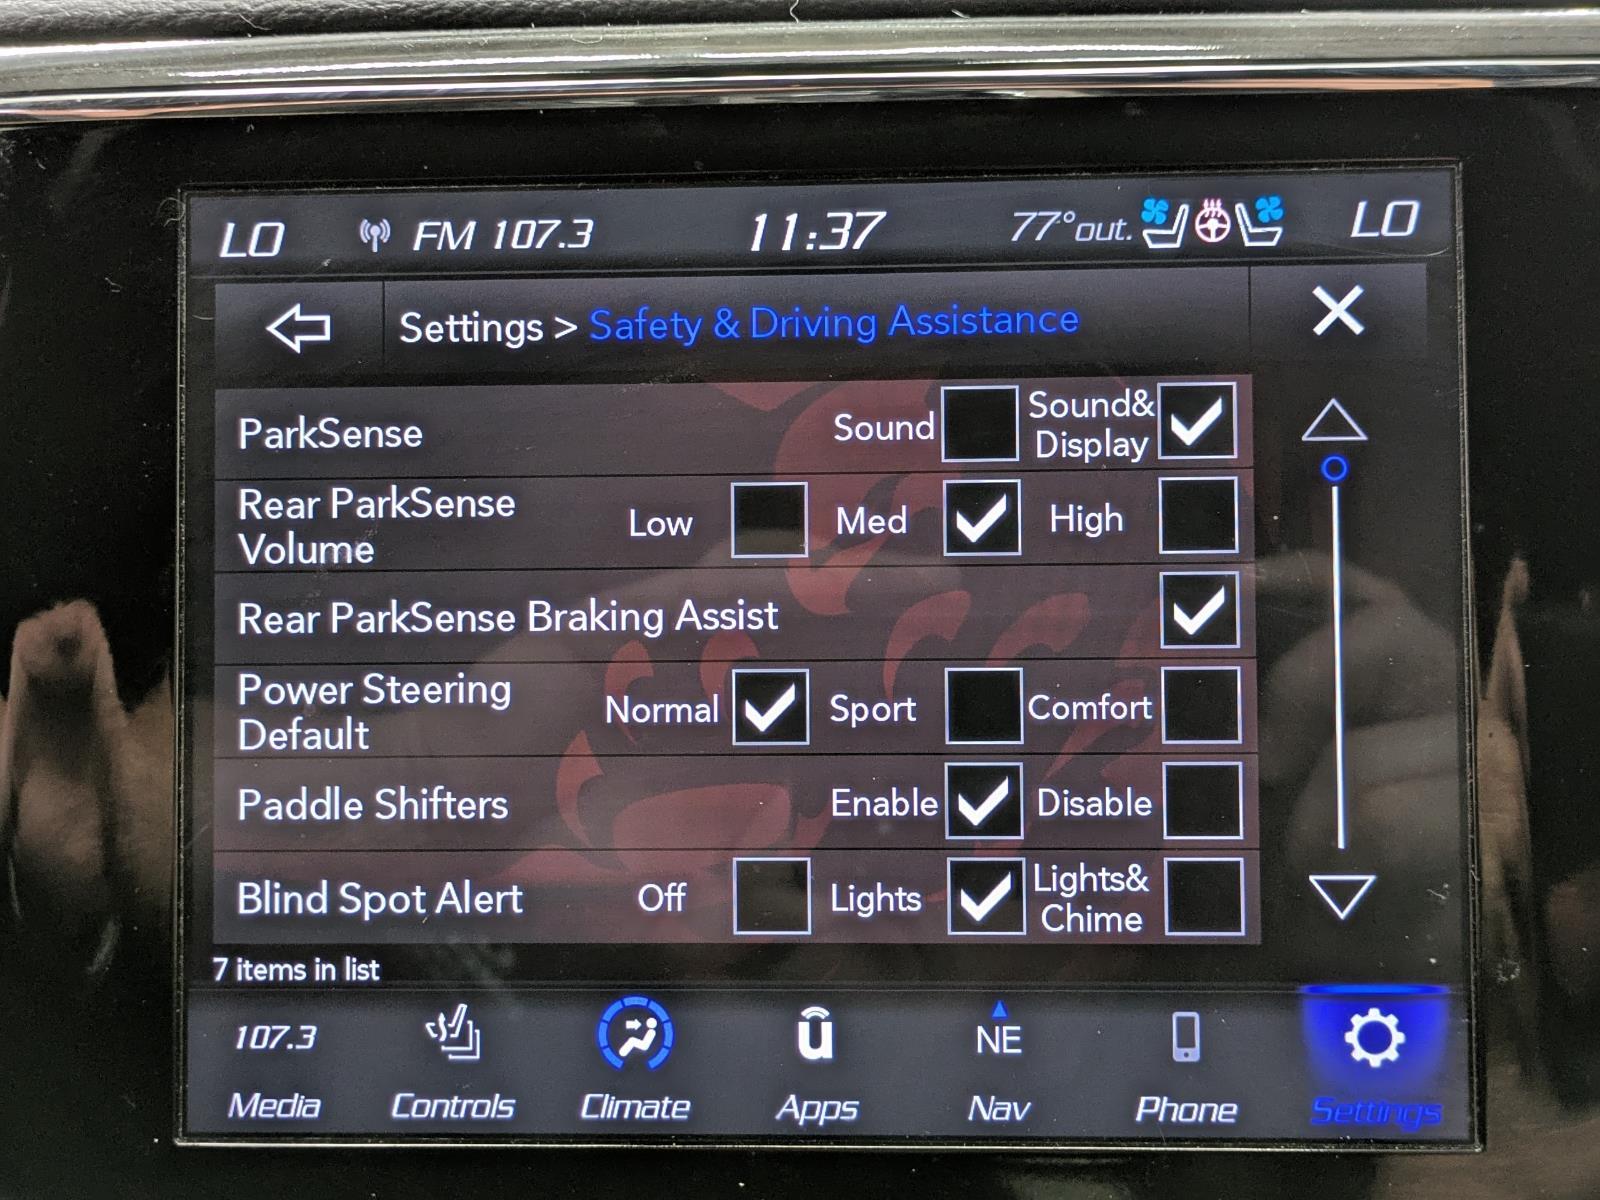 LO FM 107.3 11:37 77°out. LO
Settings > Safety & Driving Assistance
ParkSense Sound Sound& Display
Rear ParkSense Volume Low Med High
Rear ParkSense Braking Assist
Power Steering Default Normal Sport Comfort
Paddle Shifters Enable Disable
Blind Spot Alert Off Lights Lights& Chime
7 items in list
107.3 u NE
Media Controls Climate Apps Nav Phone Settings